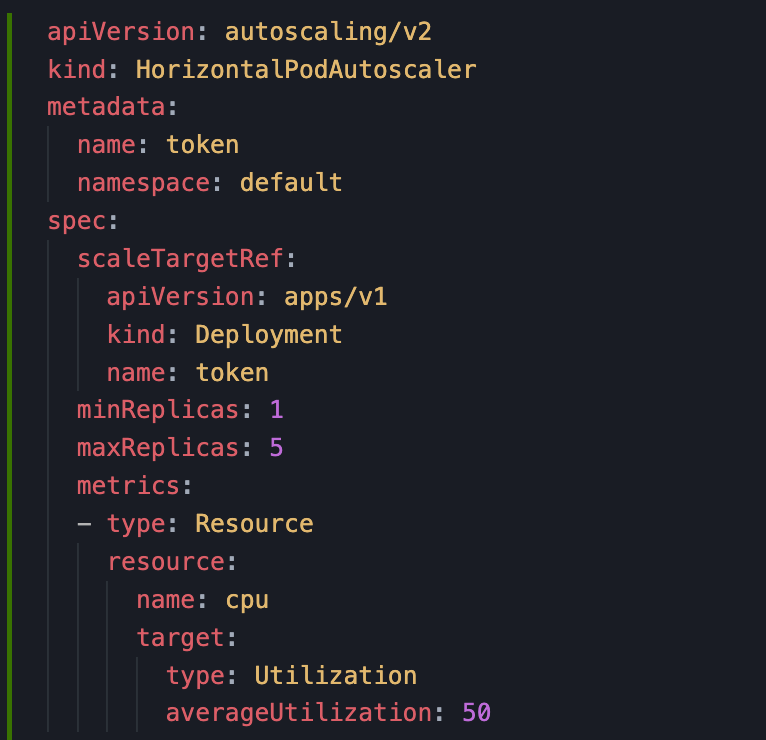 apiVersion: autoscaling/v2
kind: HorizontalPodAutoscaler
metadata:
  name: token
  namespace: default
spec:
  scaleTargetRef:
    apiVersion: apps/v1
    kind: Deployment
    name: token
  minReplicas: 1
  maxReplicas: 5
  metrics:
  - type: Resource
    resource:
      name: cpu
      target:
        type: Utilization
        averageUtilization: 50